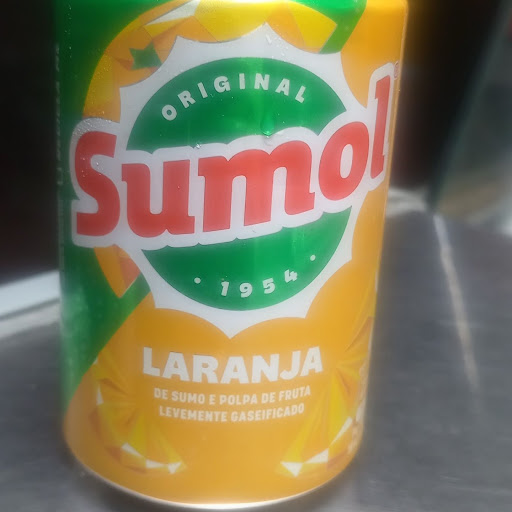 ORIGINAL
Sumol
· 1954 ·
LARANJA
DE SUMO E POLPA DE FRUTA
LEVEMENTE GASEIFICADO